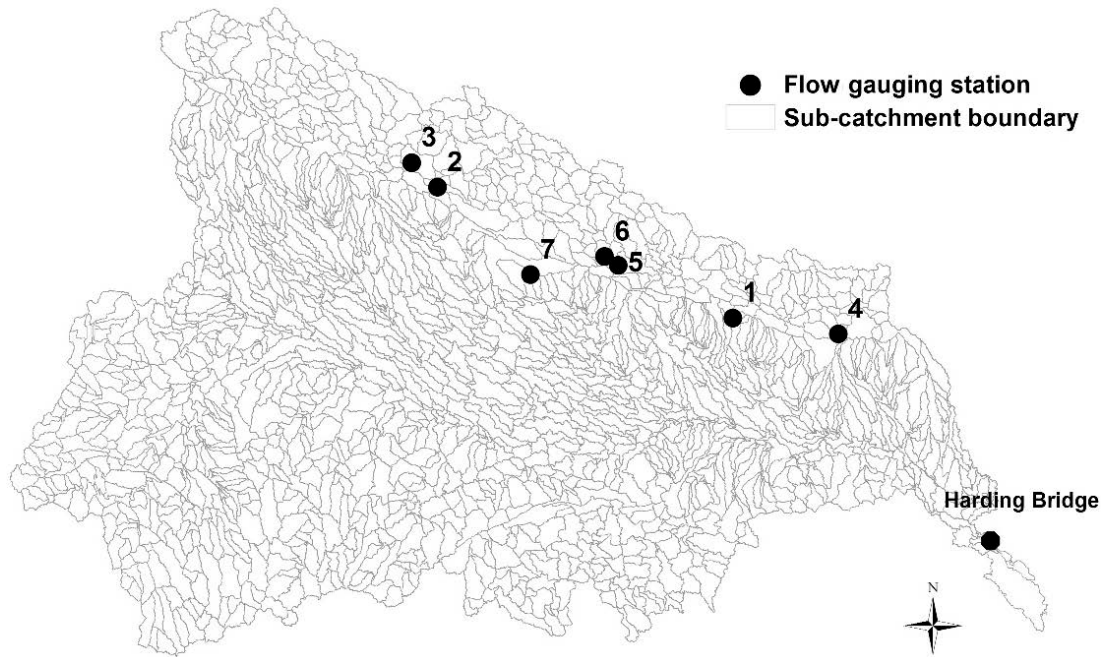 Flow gauging station
Sub-catchment boundary
3
2
6
7
5
1
4
Harding Bridge
N